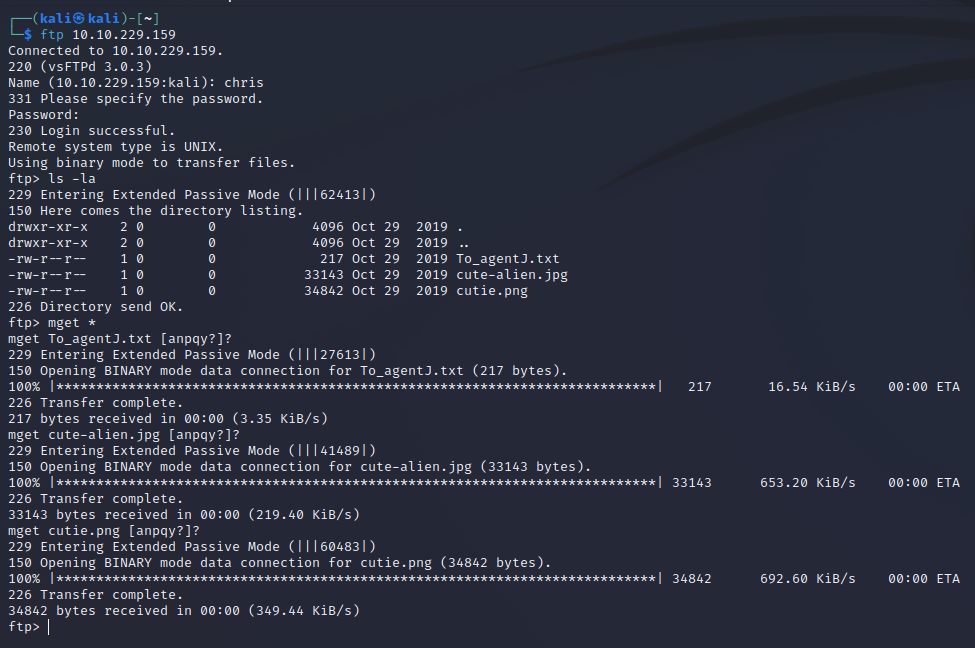 ┌──(kali㉿kali)-[~]
└─$ ftp 10.10.229.159
Connected to 10.10.229.159.
220 (vsFTPd 3.0.3)
Name (10.10.229.159:kali): chris
331 Please specify the password.
Password:
230 Login successful.
Remote system type is UNIX.
Using binary mode to transfer files.
ftp> ls -la
229 Entering Extended Passive Mode (|||62413|)
150 Here comes the directory listing.
drwxr-xr-x    2 0        0            4096 Oct 29  2019 .
drwxr-xr-x    2 0        0            4096 Oct 29  2019 ..
-rw-r--r--    1 0        0             217 Oct 29  2019 To_agentJ.txt
-rw-r--r--    1 0        0           33143 Oct 29  2019 cute-alien.jpg
-rw-r--r--    1 0        0           34842 Oct 29  2019 cutie.png
226 Directory send OK.
ftp> mget *
mget To_agentJ.txt [anpqy?]?
229 Entering Extended Passive Mode (|||27613|)
150 Opening BINARY mode data connection for To_agentJ.txt (217 bytes).
100% |***************************************************************************|   217       16.54 KiB/s    00:00 ETA
226 Transfer complete.
217 bytes received in 00:00 (3.35 KiB/s)
mget cute-alien.jpg [anpqy?]?
229 Entering Extended Passive Mode (|||41489|)
150 Opening BINARY mode data connection for cute-alien.jpg (33143 bytes).
100% |***************************************************************************| 33143      653.20 KiB/s    00:00 ETA
226 Transfer complete.
33143 bytes received in 00:00 (219.40 KiB/s)
mget cutie.png [anpqy?]?
229 Entering Extended Passive Mode (|||60483|)
150 Opening BINARY mode data connection for cutie.png (34842 bytes).
100% |***************************************************************************| 34842      692.60 KiB/s    00:00 ETA
226 Transfer complete.
34842 bytes received in 00:00 (349.44 KiB/s)
ftp>